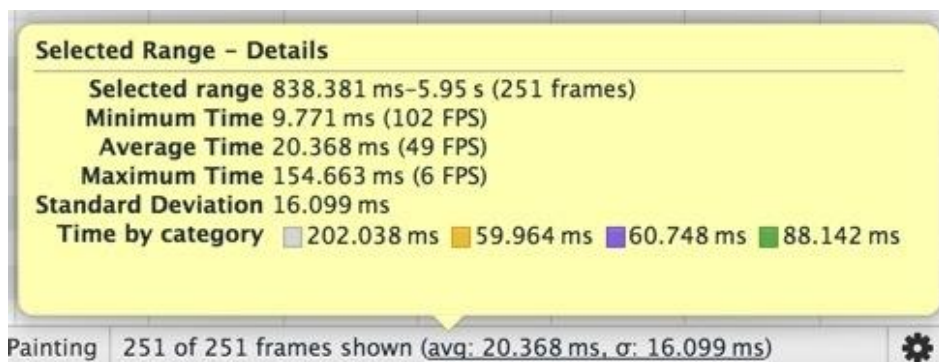 Selected Range – Details
Selected range 838.381 ms–5.95 s (251 frames)
Minimum Time 9.771 ms (102 FPS)
Average Time 20.368 ms (49 FPS)
Maximum Time 154.663 ms (6 FPS)
Standard Deviation 16.099 ms
Time by category 202.038 ms 59.964 ms 60.748 ms 88.142 ms
Painting 251 of 251 frames shown (avg: 20.368 ms, σ: 16.099 ms)